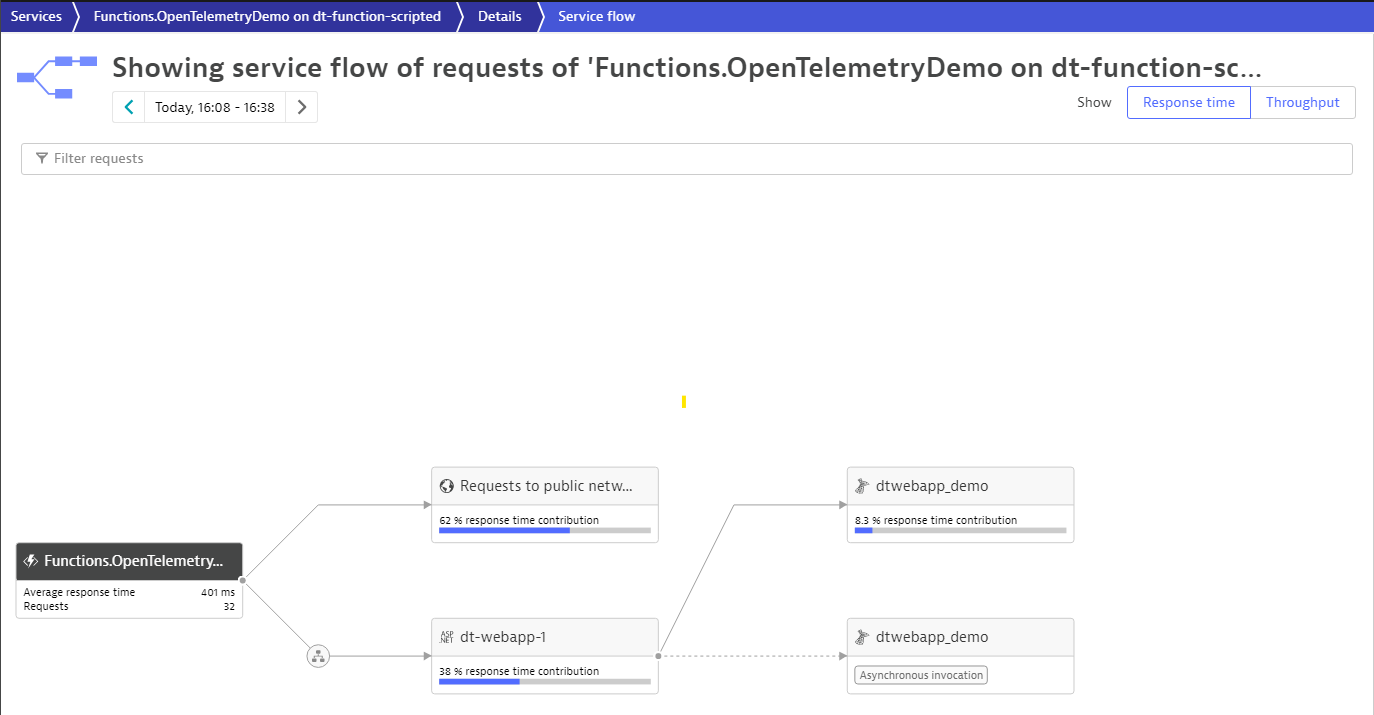 Services Functions.OpenTelemetryDemo on dt-function-scripted Details Service flow
Showing service flow of requests of 'Functions.OpenTelemetryDemo on dt-function-sc...
Today, 16:08 - 16:38
Show Response time Throughput
Filter requests
Requests to public netw...
62 % response time contribution
dtwebapp_demo
8.3 % response time contribution
Functions.OpenTelemetry...
Average response time 401 ms
Requests 32
ASP .NET dt-webapp-1
38 % response time contribution
dtwebapp_demo
Asynchronous invocation